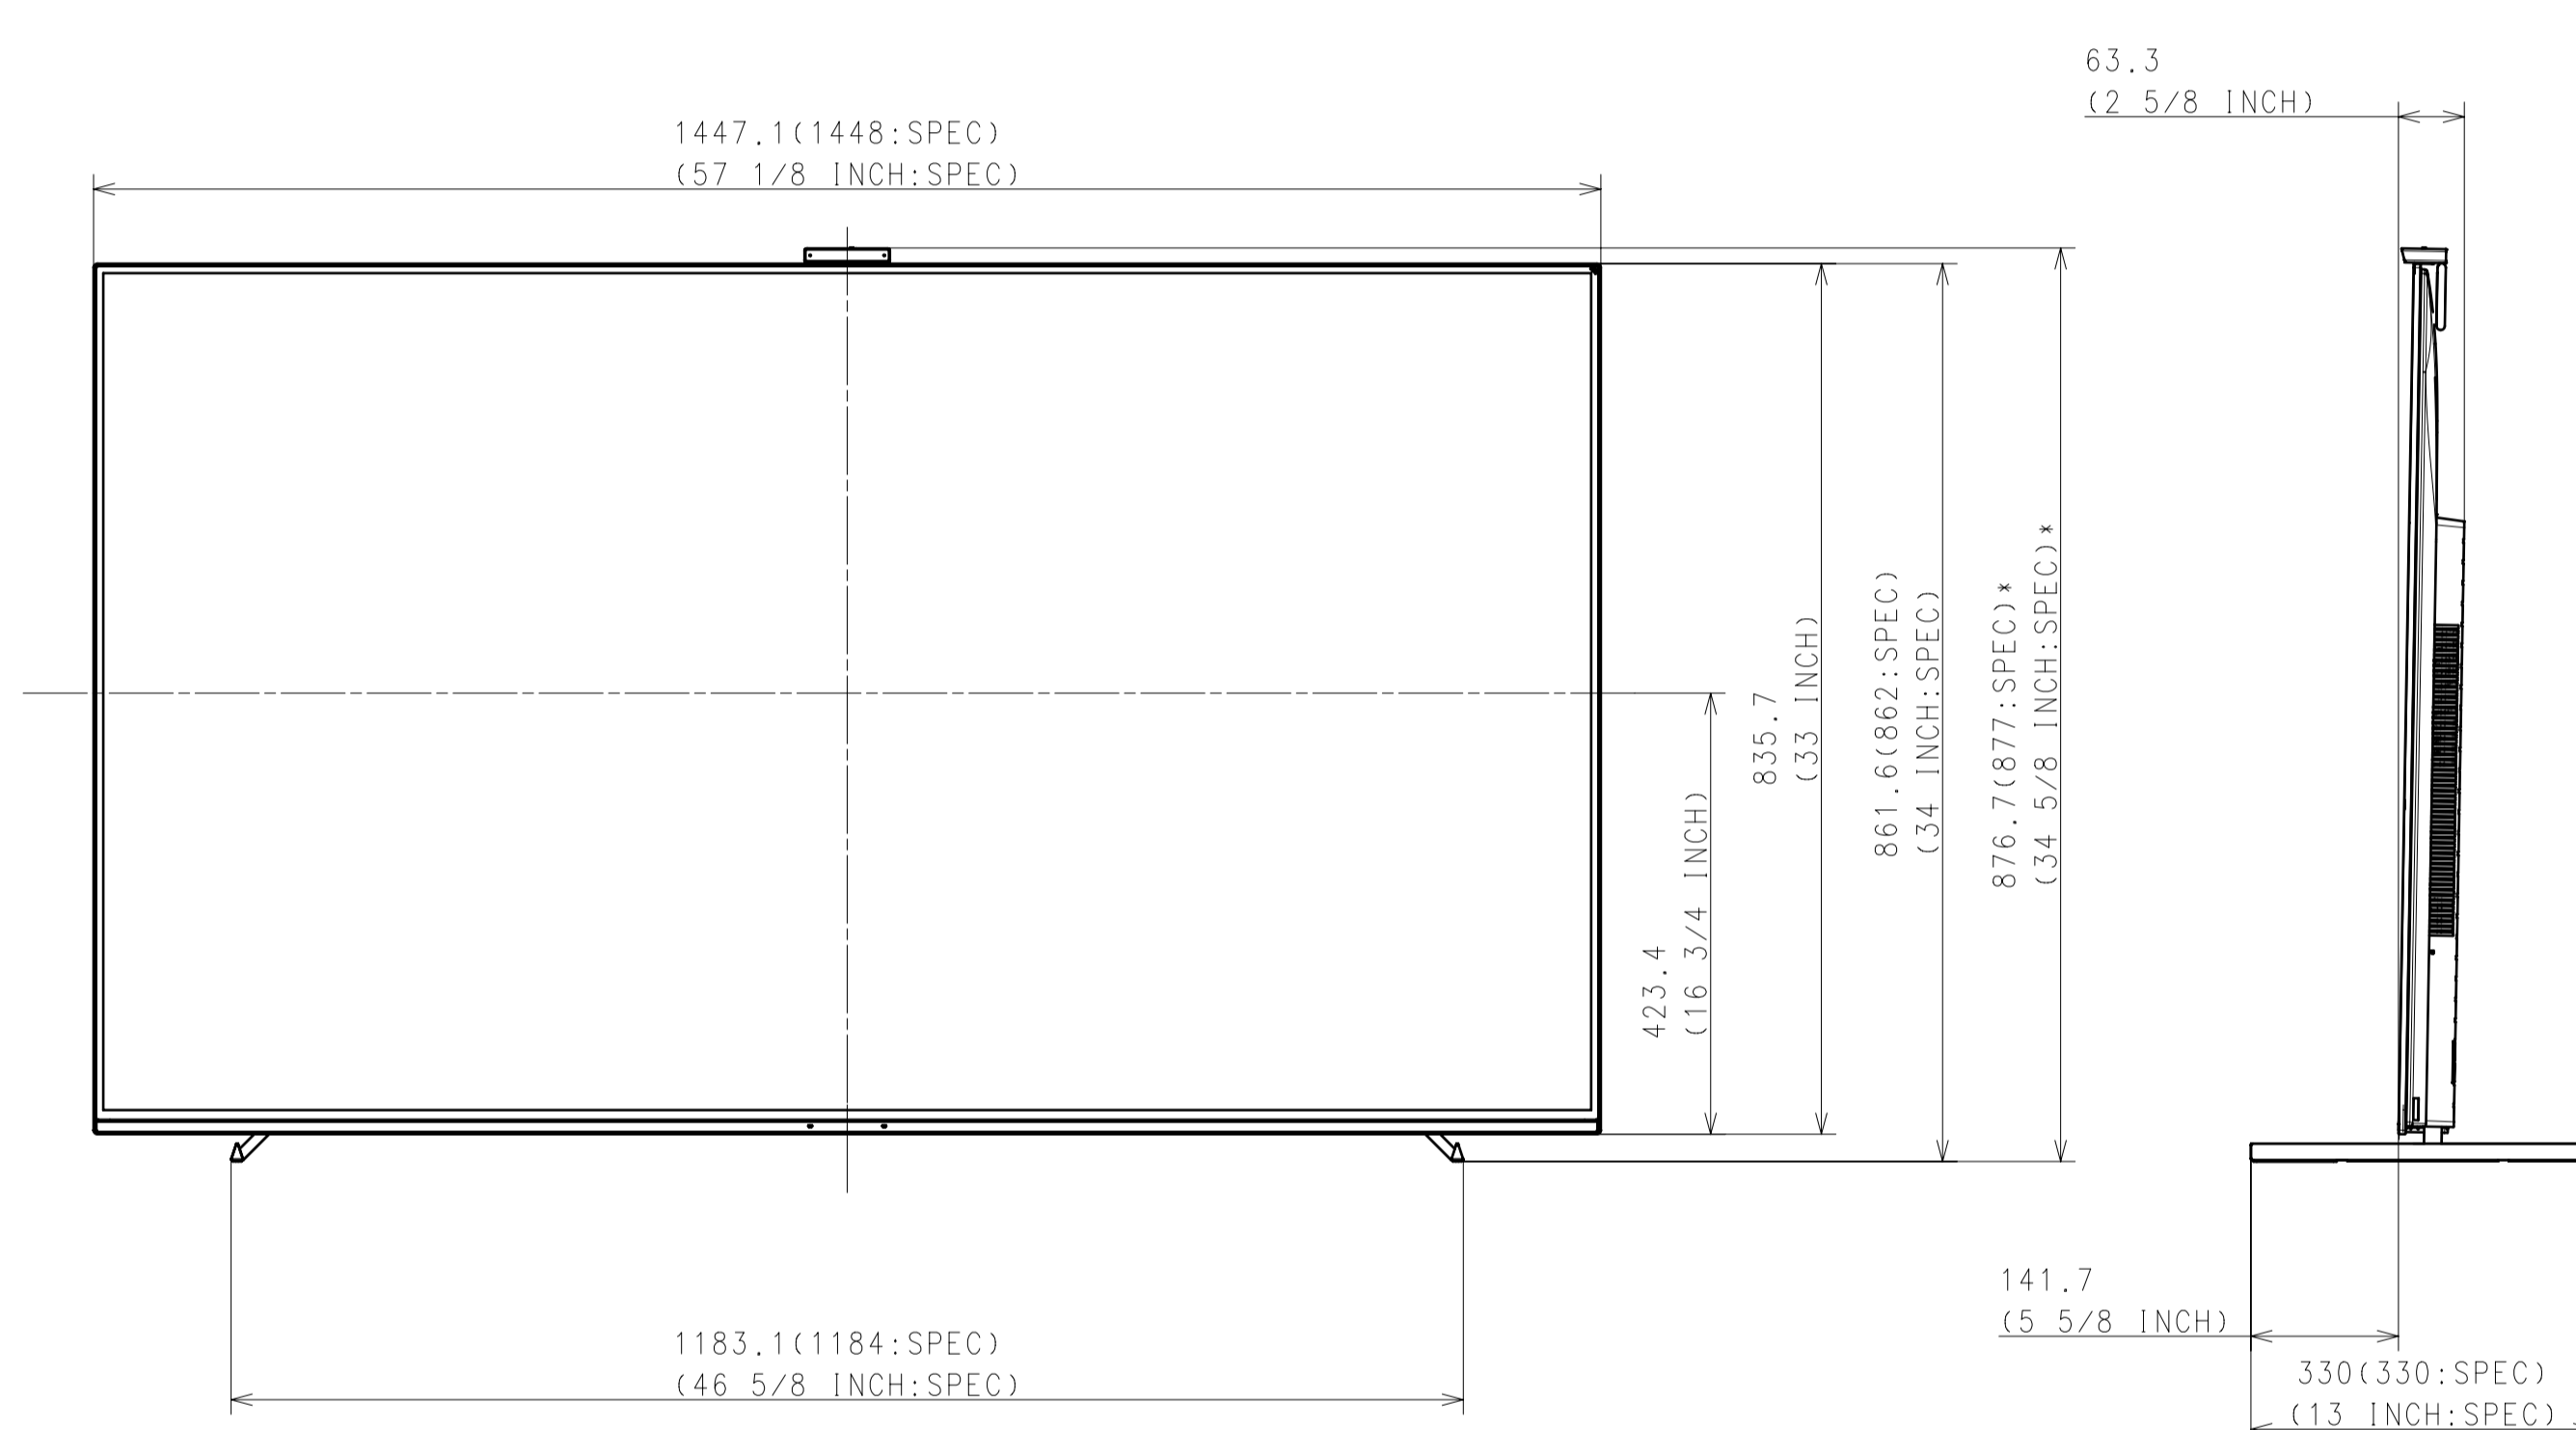 63.3
(2 5/8 INCH)
1447.1(1448:SPEC)
(57 1/8 INCH:SPEC)
423.4
(16 3/4 INCH)
835.7
(33 INCH)
861.6(862:SPEC)
(34 INCH:SPEC)
876.7(877:SPEC)*
(34 5/8 INCH:SPEC)*
141.7
(5 5/8 INCH)
1183.1(1184:SPEC)
(46 5/8 INCH:SPEC)
330(330:SPEC)
(13 INCH:SPEC)